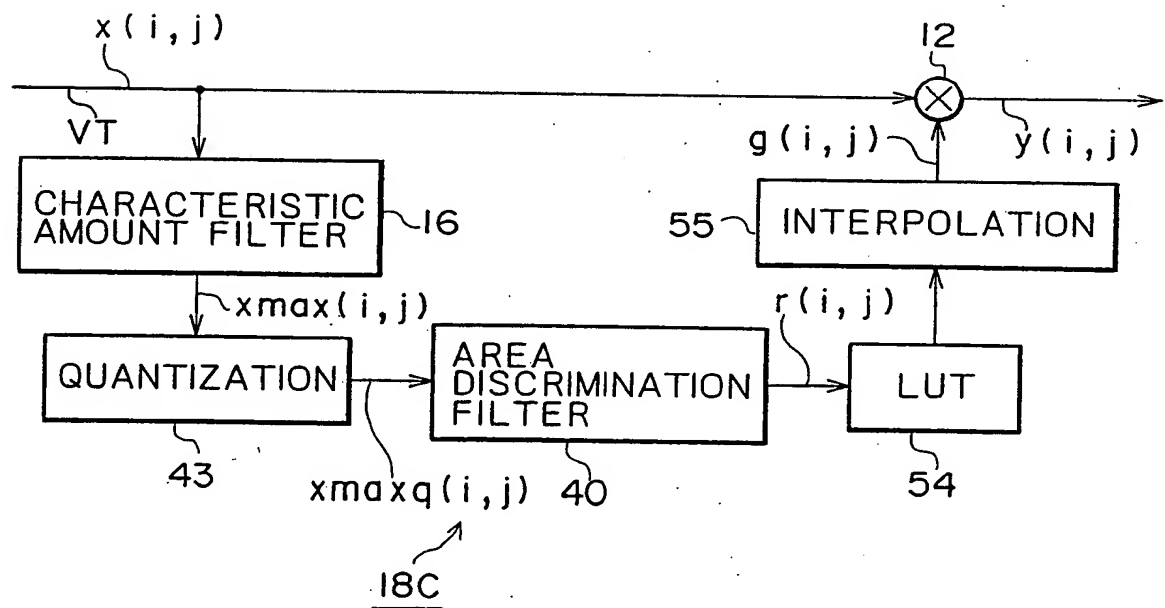 x(i,j)
12
VT
g(i,j)
y(i,j)
CHARACTERISTIC
AMOUNT FILTER
16
55
INTERPOLATION
xmax(i,j)
r(i,j)
QUANTIZATION
AREA
DISCRIMINATION
FILTER
LUT
43
xmaxq(i,j)
40
54
18C